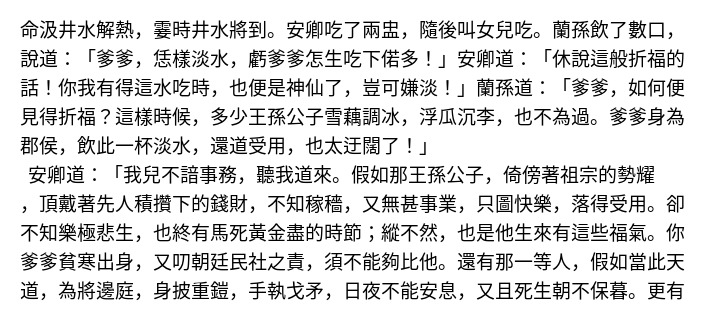 命汲井水解熱，霎時井水將到。安卿吃了兩盅，隨後叫女兒吃。蘭孫飲了數口，
說道：「爹爹，恁樣淡水，虧爹爹怎生吃下偌多！」安卿道：「休說這般折福的
話！你我有得這水吃時，也便是神仙了，豈可嫌淡！」蘭孫道：「爹爹，如何便
見得折福？這樣時候，多少王孫公子雪藕調冰，浮瓜沉李，也不為過。爹爹身為
郡侯，飲此一杯淡水，還道受用，也太迂闊了！」
安卿道：「我兒不諳事務，聽我道來。假如那王孫公子，倚傍著祖宗的勢耀
，頂戴著先人積攢下的錢財，不知稼穡，又無甚事業，只圖快樂，落得受用。卻
不知樂極悲生，也終有馬死黃金盡的時節；縱不然，也是他生來有這些福氣。你
爹爹貧寒出身，又叨朝廷民社之責，須不能夠比他。還有那一等人，假如當此天
道，為將邊庭，身披重鎧，手執戈矛，日夜不能安息，又且死生朝不保暮。更有